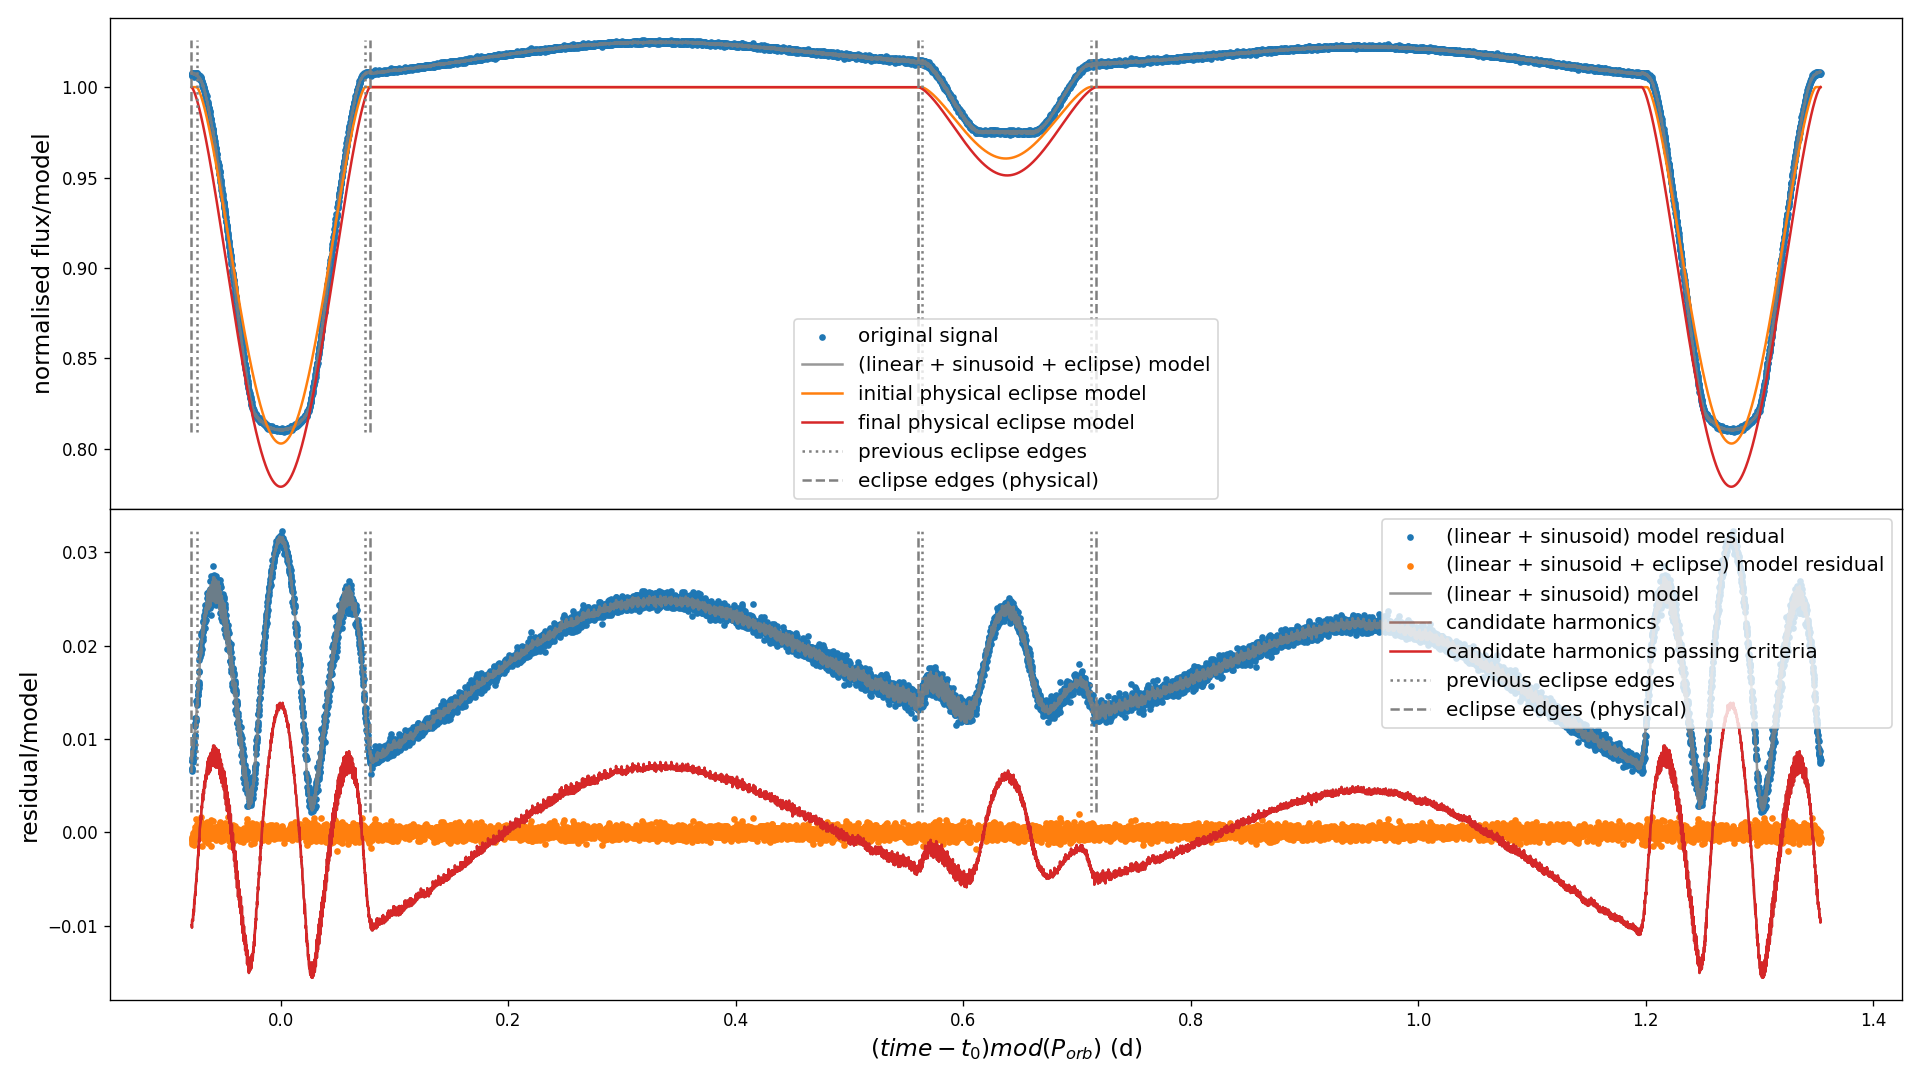 normalised flux/model
1.00
0.95
0.90
0.85
0.80
original signal
(linear + sinusoid + eclipse) model
initial physical eclipse model
final physical eclipse model
previous eclipse edges
eclipse edges (physical)
residual/model
0.03
0.02
0.01
0.00
−0.01
(linear + sinusoid) model residual
(linear + sinusoid + eclipse) model residual
(linear + sinusoid) model
candidate harmonics
candidate harmonics passing criteria
previous eclipse edges
eclipse edges (physical)
0.0 0.2 0.4 0.6 0.8 1.0 1.2 1.4
(time − t₀)mod(P_orb) (d)